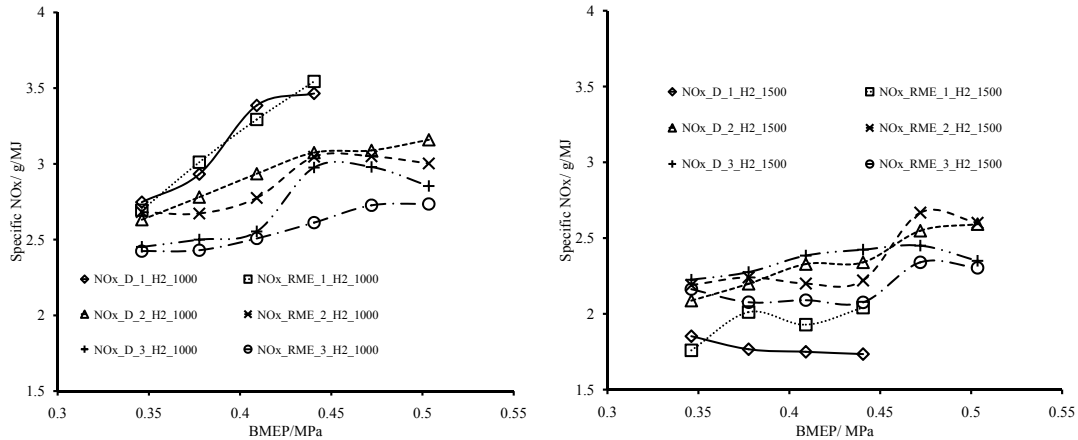 4
3.5
3
2.5
2
1.5
0.3
0.35
0.4
0.45
0.5
0.55
Specific NOx/ g/MJ
BMEP/MPa
NOx_D_1_H2_1000
NOx_RME_1_H2_1000
NOx_D_2_H2_1000
NOx_RME_2_H2_1000
NOx_D_3_H2_1000
NOx_RME_3_H2_1000
4
3.5
3
2.5
2
1.5
0.3
0.35
0.4
0.45
0.5
0.55
Specific NOx/ g/MJ
BMEP/ MPa
NOx_D_1_H2_1500
NOx_RME_1_H2_1500
NOx_D_2_H2_1500
NOx_RME_2_H2_1500
NOx_D_3_H2_1500
NOx_RME_3_H2_1500